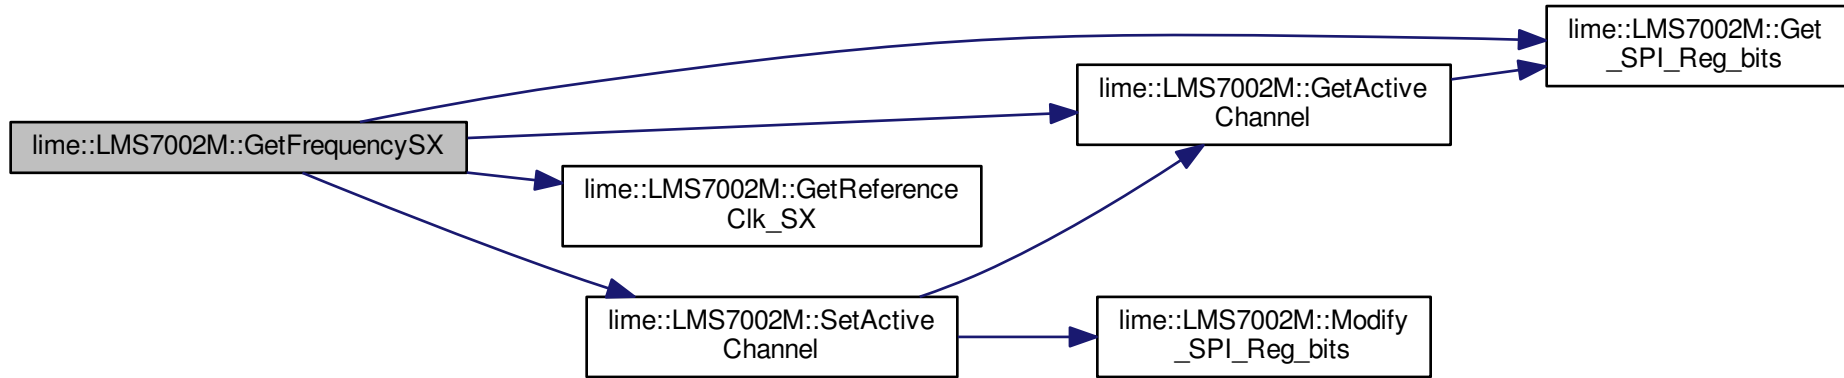 lime::LMS7002M::GetFrequencySX
lime::LMS7002M::Get
_SPI_Reg_bits
lime::LMS7002M::GetActive
Channel
lime::LMS7002M::GetReference
Clk_SX
lime::LMS7002M::SetActive
Channel
lime::LMS7002M::Modify
_SPI_Reg_bits